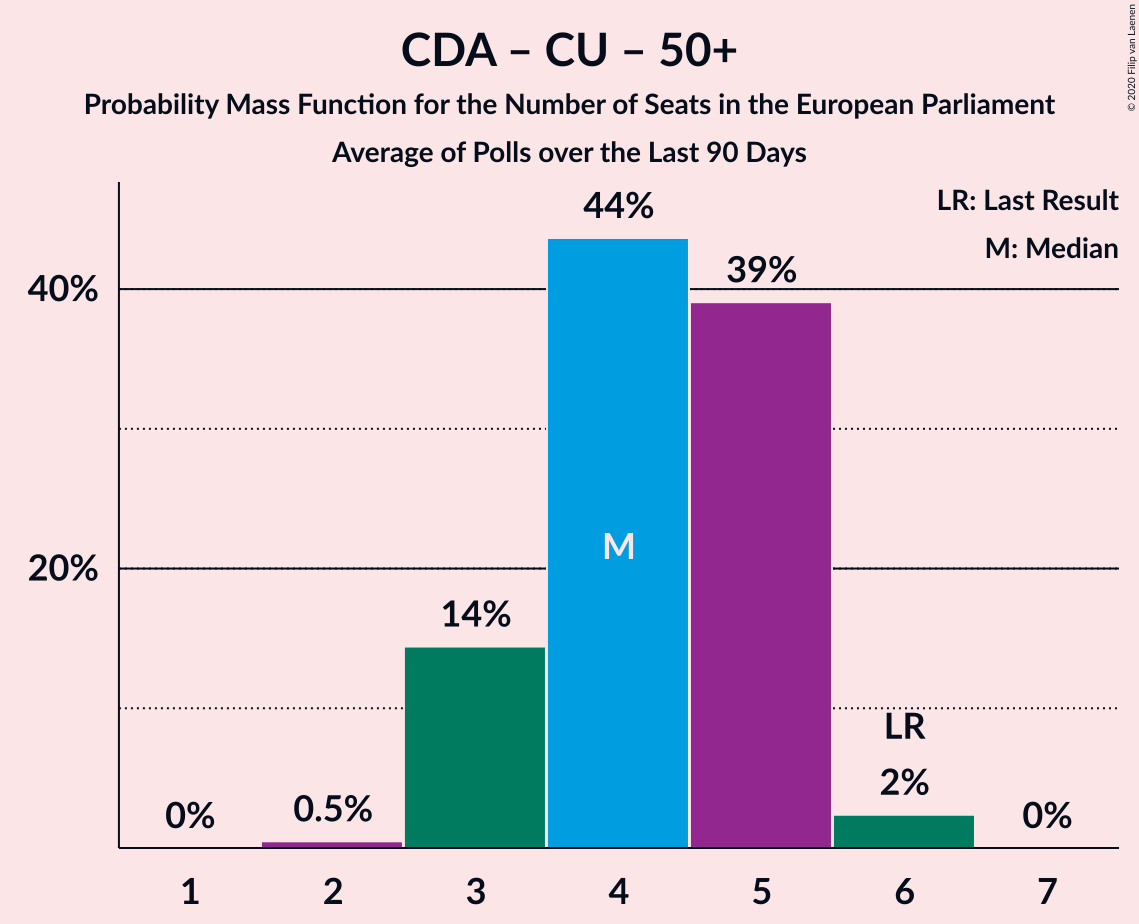 CDA – CU – 50+
Probability Mass Function for the Number of Seats in the European Parliament
Average of Polls over the Last 90 Days
© 2020 Filip van Laenen
LR: Last Result
M: Median
44%
39%
40%
M
20%
14%
LR
2%
0%
0.5%
0%
1 2 3 4 5 6 7